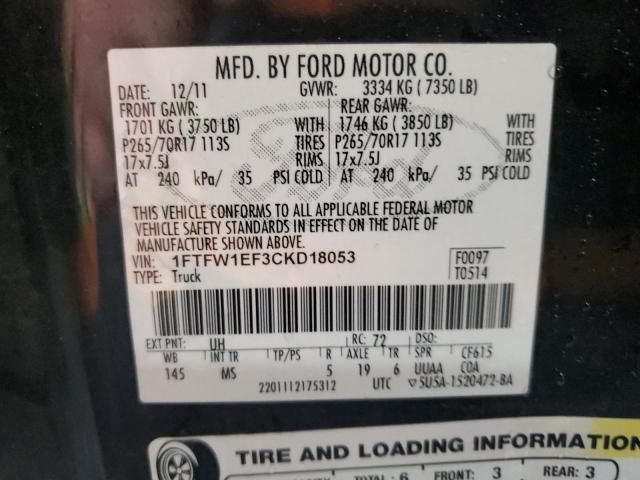 MFD. BY FORD MOTOR CO.
DATE: 12/11 GVWR: 3334 KG ( 7350 LB)
FRONT GAWR: REAR GAWR:
1701 KG ( 3750 LB) WITH 1746 KG ( 3850 LB) WITH
P265/70R17 113S TIRES P265/70R17 113S TIRES
17x7.5J RIMS 17x7.5J RIMS
AT 240 kPa/ 35 PSI COLD AT 240 kPa/ 35 PSI COLD
THIS VEHICLE CONFORMS TO ALL APPLICABLE FEDERAL MOTOR
VEHICLE SAFETY STANDARDS IN EFFECT ON THE DATE OF
MANUFACTURE SHOWN ABOVE.
VIN: 1FTFW1EF3CKD18053 F0097
TYPE: Truck T0514
EXT PNT: UH RC: 72 DSO:
WB INT TR TP/PS R AXLE TR SPR CF615
145 MS 5 19 6 UUAA COA
2201112175312 UTC ▽5U5A-1520472-BA
TIRE AND LOADING INFORMATION
TOTAL: 6 FRONT: 3 REAR: 3